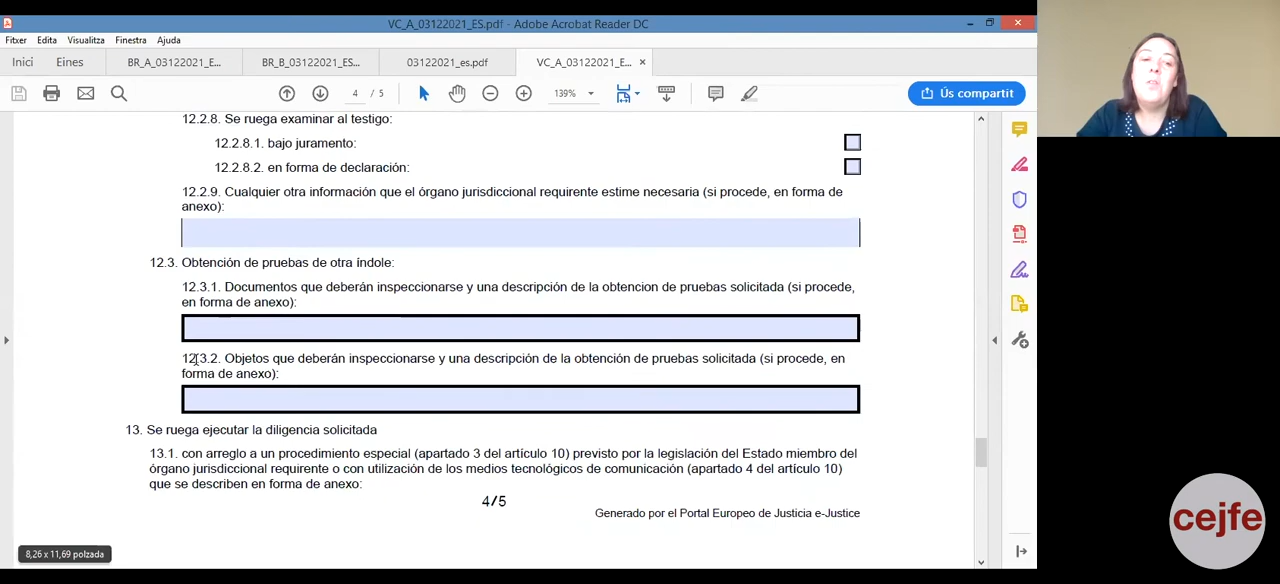 VC_A_03122021_ES.pdf - Adobe Acrobat Reader DC
Fitxer Edita Visualitza Finestra Ajuda
Inici Eines BR_A_03122021_E... BR_B_03122021_ES... 03122021_es.pdf VC_A_03122021_E... ×
4 / 5 139% Ús compartit
12.2.8. Se ruega examinar al testigo:
12.2.8.1. bajo juramento:
12.2.8.2. en forma de declaración:
12.2.9. Cualquier otra información que el órgano jurisdiccional requirente estime necesaria (si procede, en forma de
anexo):
12.3. Obtención de pruebas de otra índole:
12.3.1. Documentos que deberán inspeccionarse y una descripción de la obtencion de pruebas solicitada (si procede,
en forma de anexo):
12.3.2. Objetos que deberán inspeccionarse y una descripción de la obtención de pruebas solicitada (si procede, en
forma de anexo):
13. Se ruega ejecutar la diligencia solicitada
13.1. con arreglo a un procedimiento especial (apartado 3 del artículo 10) previsto por la legislación del Estado miembro del
órgano jurisdiccional requirente o con utilización de los medios tecnológicos de comunicación (apartado 4 del artículo 10)
que se describen en forma de anexo:
4/5
Generado por el Portal Europeo de Justicia e-Justice
8,26 x 11,69 polzada
cejfe